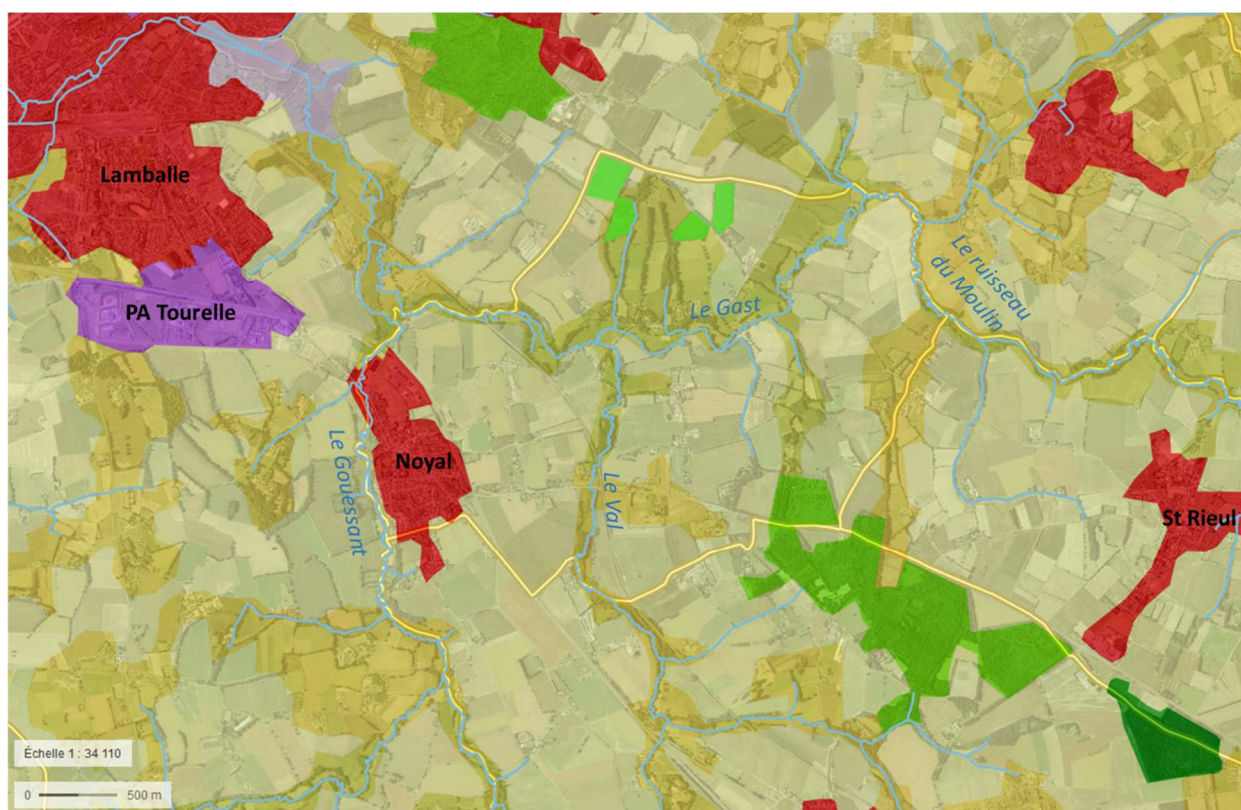 Lamballe
PA Tourelle
Le Gast
Le ruisseau
du Moulin
Noyal
Le Gouessant
Le Val
St Rieul
Échelle 1 : 34 110
0 500 m